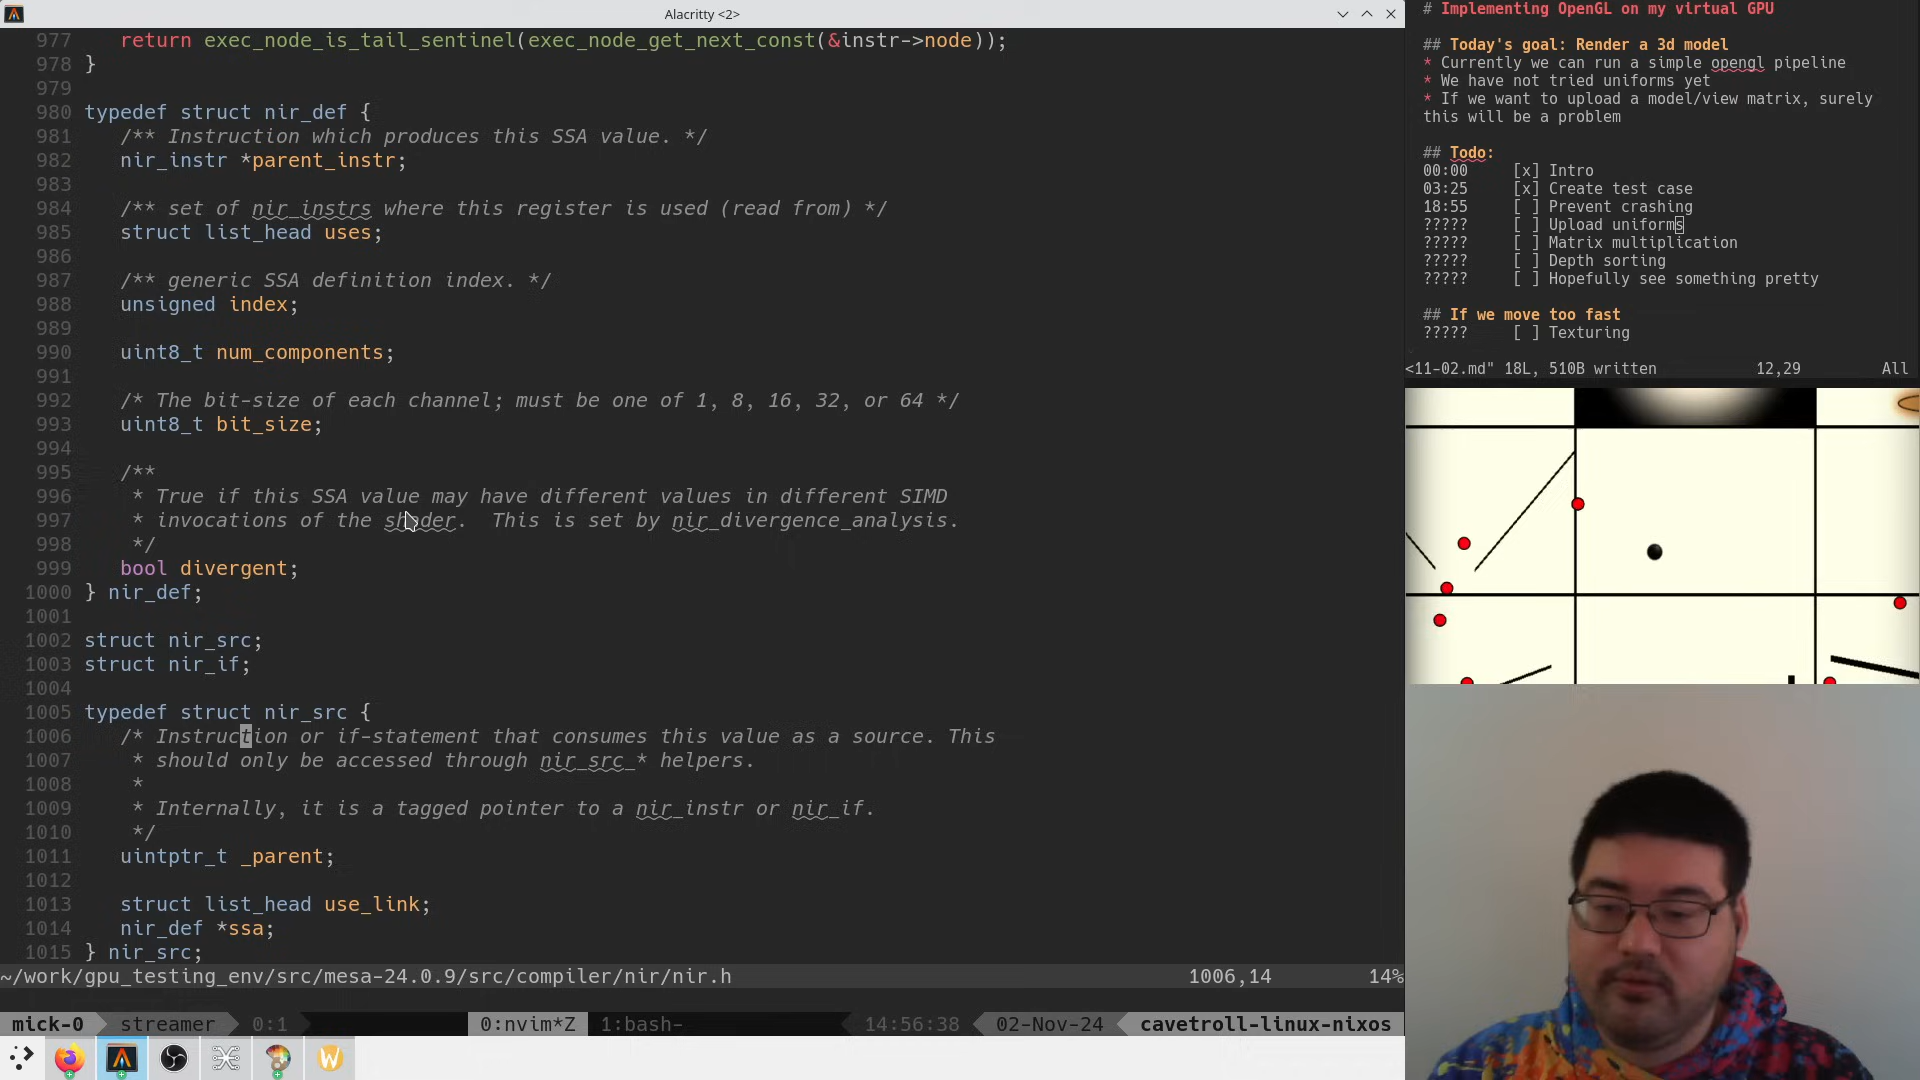 Alacritty <2>
977 return exec_node_is_tail_sentinel(exec_node_get_next_const(&instr->node));
978 }
979
980 typedef struct nir_def {
981 /** Instruction which produces this SSA value. */
982 nir_instr *parent_instr;
983
984 /** set of nir_instrs where this register is used (read from) */
985 struct list_head uses;
986
987 /** generic SSA definition index. */
988 unsigned index;
989
990 uint8_t num_components;
991
992 /* The bit-size of each channel; must be one of 1, 8, 16, 32, or 64 */
993 uint8_t bit_size;
994
995 /**
996 * True if this SSA value may have different values in different SIMD
997 * invocations of the shader. This is set by nir_divergence_analysis.
998 */
999 bool divergent;
1000 } nir_def;
1001
1002 struct nir_src;
1003 struct nir_if;
1004
1005 typedef struct nir_src {
1006 /* Instruction or if-statement that consumes this value as a source. This
1007 * should only be accessed through nir_src_* helpers.
1008 *
1009 * Internally, it is a tagged pointer to a nir_instr or nir_if.
1010 */
1011 uintptr_t _parent;
1012
1013 struct list_head use_link;
1014 nir_def *ssa;
1015 } nir_src;
~/work/gpu_testing_env/src/mesa-24.0.9/src/compiler/nir/nir.h 1006,14 14%
mick-0 streamer 0:1 0:nvim*Z 1:bash- 14:56:38 02-Nov-24 cavetroll-linux-nixos
# Implementing OpenGL on my virtual GPU
## Today's goal: Render a 3d model
* Currently we can run a simple opengl pipeline
* We have not tried uniforms yet
* If we want to upload a model/view matrix, surely
this will be a problem
## Todo:
00:00 [x] Intro
03:25 [x] Create test case
18:55 [ ] Prevent crashing
????? [ ] Upload uniforms
????? [ ] Matrix multiplication
????? [ ] Depth sorting
????? [ ] Hopefully see something pretty
## If we move too fast
????? [ ] Texturing
<11-02.md" 18L, 510B written 12,29 All